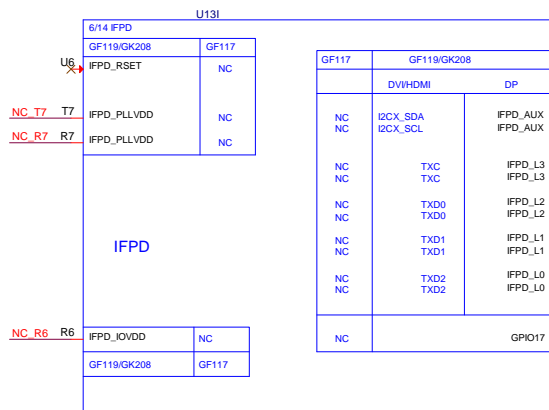 U13I
6/14 IFPD
GF119/GK208 GF117
U6 IFPD_RSET NC
NC_T7 T7 IFPD_PLLVDD NC
NC_R7 R7 IFPD_PLLVDD NC
IFPD
NC_R6 R6 IFPD_IOVDD NC
GF119/GK208 GF117
GF117 GF119/GK208
DVI/HDMI DP
NC I2CX_SDA IFPD_AUX
NC I2CX_SCL IFPD_AUX
NC TXC IFPD_L3
NC TXC IFPD_L3
NC TXD0 IFPD_L2
NC TXD0 IFPD_L2
NC TXD1 IFPD_L1
NC TXD1 IFPD_L1
NC TXD2 IFPD_L0
NC TXD2 IFPD_L0
NC GPIO17